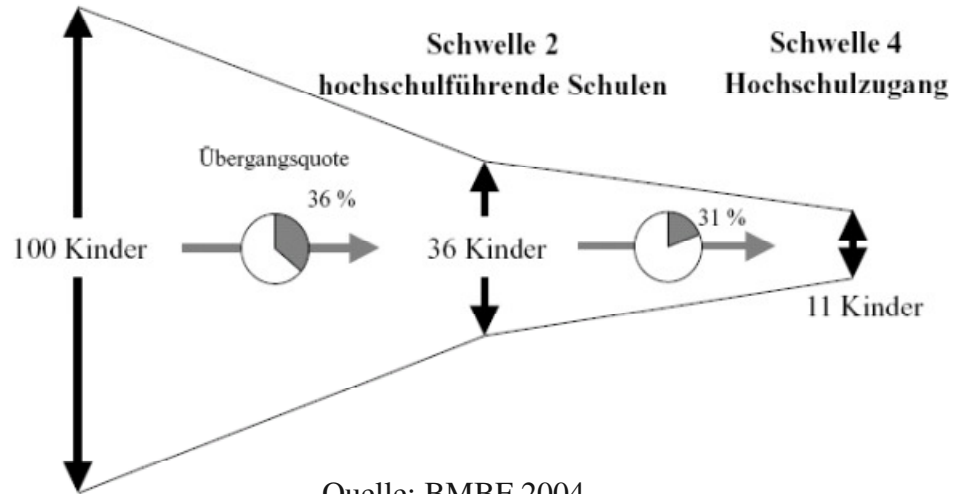 Schwelle 2
hochschulführende Schulen
Schwelle 4
Hochschulzugang
Übergangsquote
36 %
31 %
100 Kinder
36 Kinder
11 Kinder
Quelle: BMBF 2004